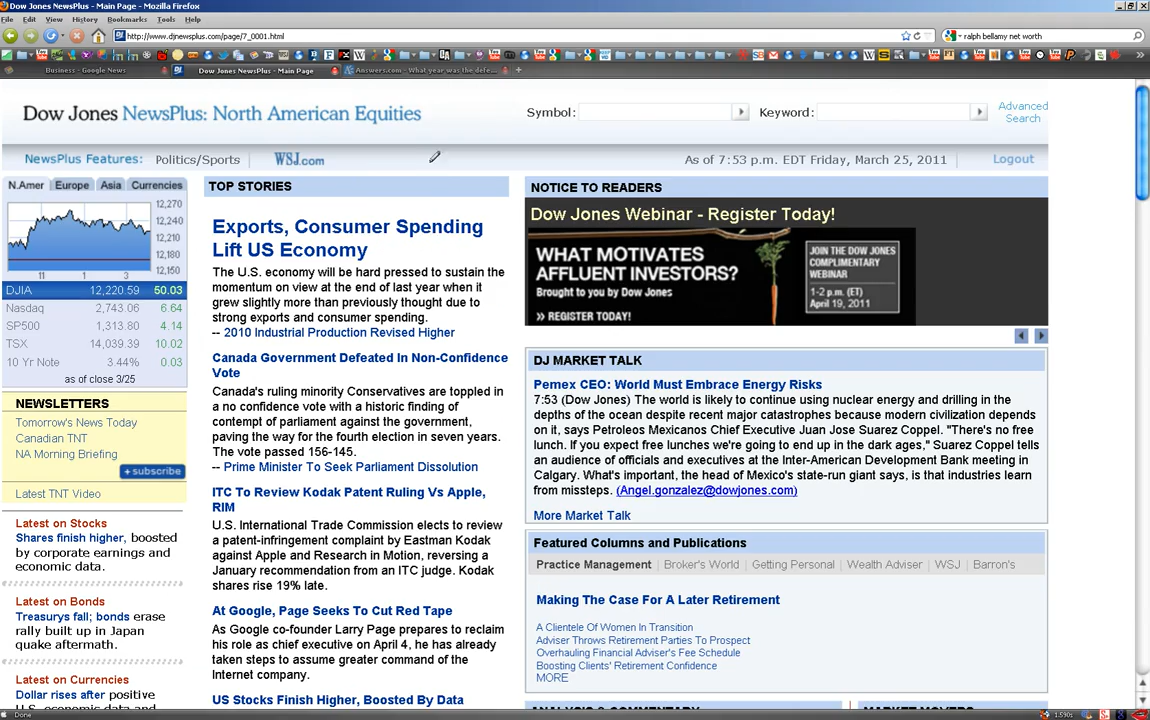 Dow Jones NewsPlus - Main Page - Mozilla Firefox
File Edit View History Bookmarks Tools Help
http://www.djnewsplus.com/page/7_0001.html
ralph bellamy net worth
Business - Google News
Dow Jones NewsPlus - Main Page
Answers.com - What year was the defe...
Dow Jones NewsPlus: North American Equities
Symbol:
Keyword:
Advanced Search
NewsPlus Features: Politics/Sports WSJ.com
As of 7:53 p.m. EDT Friday, March 25, 2011
Logout
N.Amer Europe Asia Currencies
12,270
12,240
12,210
12,180
12,150
11 1 3
DJIA 12,220.59 50.03
Nasdaq 2,743.06 6.64
SP500 1,313.80 4.14
TSX 14,039.39 10.02
10 Yr Note 3.44% 0.03
as of close 3/25
NEWSLETTERS
Tomorrow's News Today
Canadian TNT
NA Morning Briefing
+ subscribe
Latest TNT Video
Latest on Stocks
Shares finish higher, boosted
by corporate earnings and
economic data.
Latest on Bonds
Treasurys fall; bonds erase
rally built up in Japan
quake aftermath.
Latest on Currencies
Dollar rises after positive
U.S. economic data and
TOP STORIES
Exports, Consumer Spending
Lift US Economy
The U.S. economy will be hard pressed to sustain the
momentum on view at the end of last year when it
grew slightly more than previously thought due to
strong exports and consumer spending.
-- 2010 Industrial Production Revised Higher
Canada Government Defeated In Non-Confidence
Vote
Canada's ruling minority Conservatives are toppled in
a no confidence vote with a historic finding of
contempt of parliament against the government,
paving the way for the fourth election in seven years.
The vote passed 156-145.
-- Prime Minister To Seek Parliament Dissolution
ITC To Review Kodak Patent Ruling Vs Apple,
RIM
U.S. International Trade Commission elects to review
a patent-infringement complaint by Eastman Kodak
against Apple and Research in Motion, reversing a
January recommendation from an ITC judge. Kodak
shares rise 19% late.
At Google, Page Seeks To Cut Red Tape
As Google co-founder Larry Page prepares to reclaim
his role as chief executive on April 4, he has already
taken steps to assume greater command of the
Internet company.
US Stocks Finish Higher, Boosted By Data
NOTICE TO READERS
Dow Jones Webinar - Register Today!
WHAT MOTIVATES
AFFLUENT INVESTORS?
Brought to you by Dow Jones
>> REGISTER TODAY!
JOIN THE DOW JONES
COMPLIMENTARY
WEBINAR
1-2 p.m. (ET)
April 19, 2011
DJ MARKET TALK
Pemex CEO: World Must Embrace Energy Risks
7:53 (Dow Jones) The world is likely to continue using nuclear energy and drilling in the
depths of the ocean despite recent major catastrophes because modern civilization depends
on it, says Petroleos Mexicanos Chief Executive Juan Jose Suarez Coppel. "There's no free
lunch. If you expect free lunches we're going to end up in the dark ages," Suarez Coppel tells
an audience of officials and executives at the Inter-American Development Bank meeting in
Calgary. What's important, the head of Mexico's state-run giant says, is that industries learn
from missteps. (Angel.gonzalez@dowjones.com)
More Market Talk
Featured Columns and Publications
Practice Management Broker's World Getting Personal Wealth Adviser WSJ Barron's
Making The Case For A Later Retirement
A Clientele Of Women In Transition
Adviser Throws Retirement Parties To Prospect
Overhauling Financial Adviser's Fee Schedule
Boosting Clients' Retirement Confidence
MORE
ANALYSIS & COMMENTARY
MARKET MOVERS
Done
1.590s